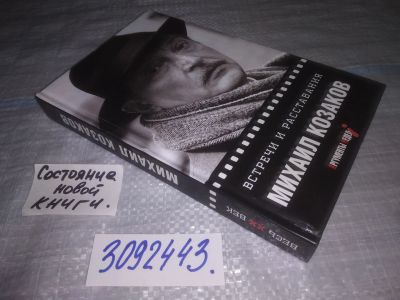 ВСТРЕЧИ И РАССТАВАНИЯ
МИХАИЛ КОЗАКОВ
МИХАИЛ КОЗАКОВ
ВЕСЬ XX ВЕК
Состояние
новой
книги.
3092443.